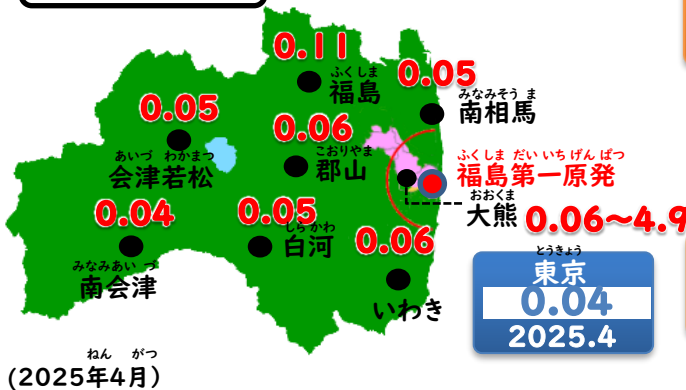 0.11
ふくしま
福島
0.05
みなみそう ま
南相馬
0.05
あいづ わかまつ
会津若松
0.06
こおりやま
郡山
ふくしま だい いち げん ぱつ
福島第一原発
おおくま
大熊
0.06～4.9
0.04
みなみあい づ
南会津
0.05
しら かわ
白河
0.06
いわき
とうきょう
東京
0.04
2025.4
ねん がつ
(2025年4月)